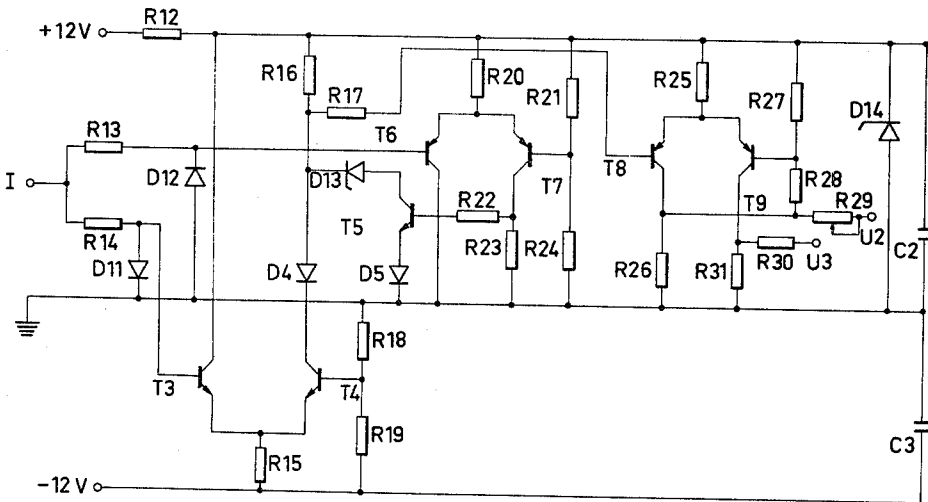 R12
+12V
R16
R20
R21
R25
R27
D14
R17
R13
T6
I
D12
D13
T7
T8
R28
T9
R29
R22
U2
R14
T5
D11
R23
R24
R30
U3
C2
D4
D5
R26
R31
R18
T3
T4
R19
C3
R15
-12V